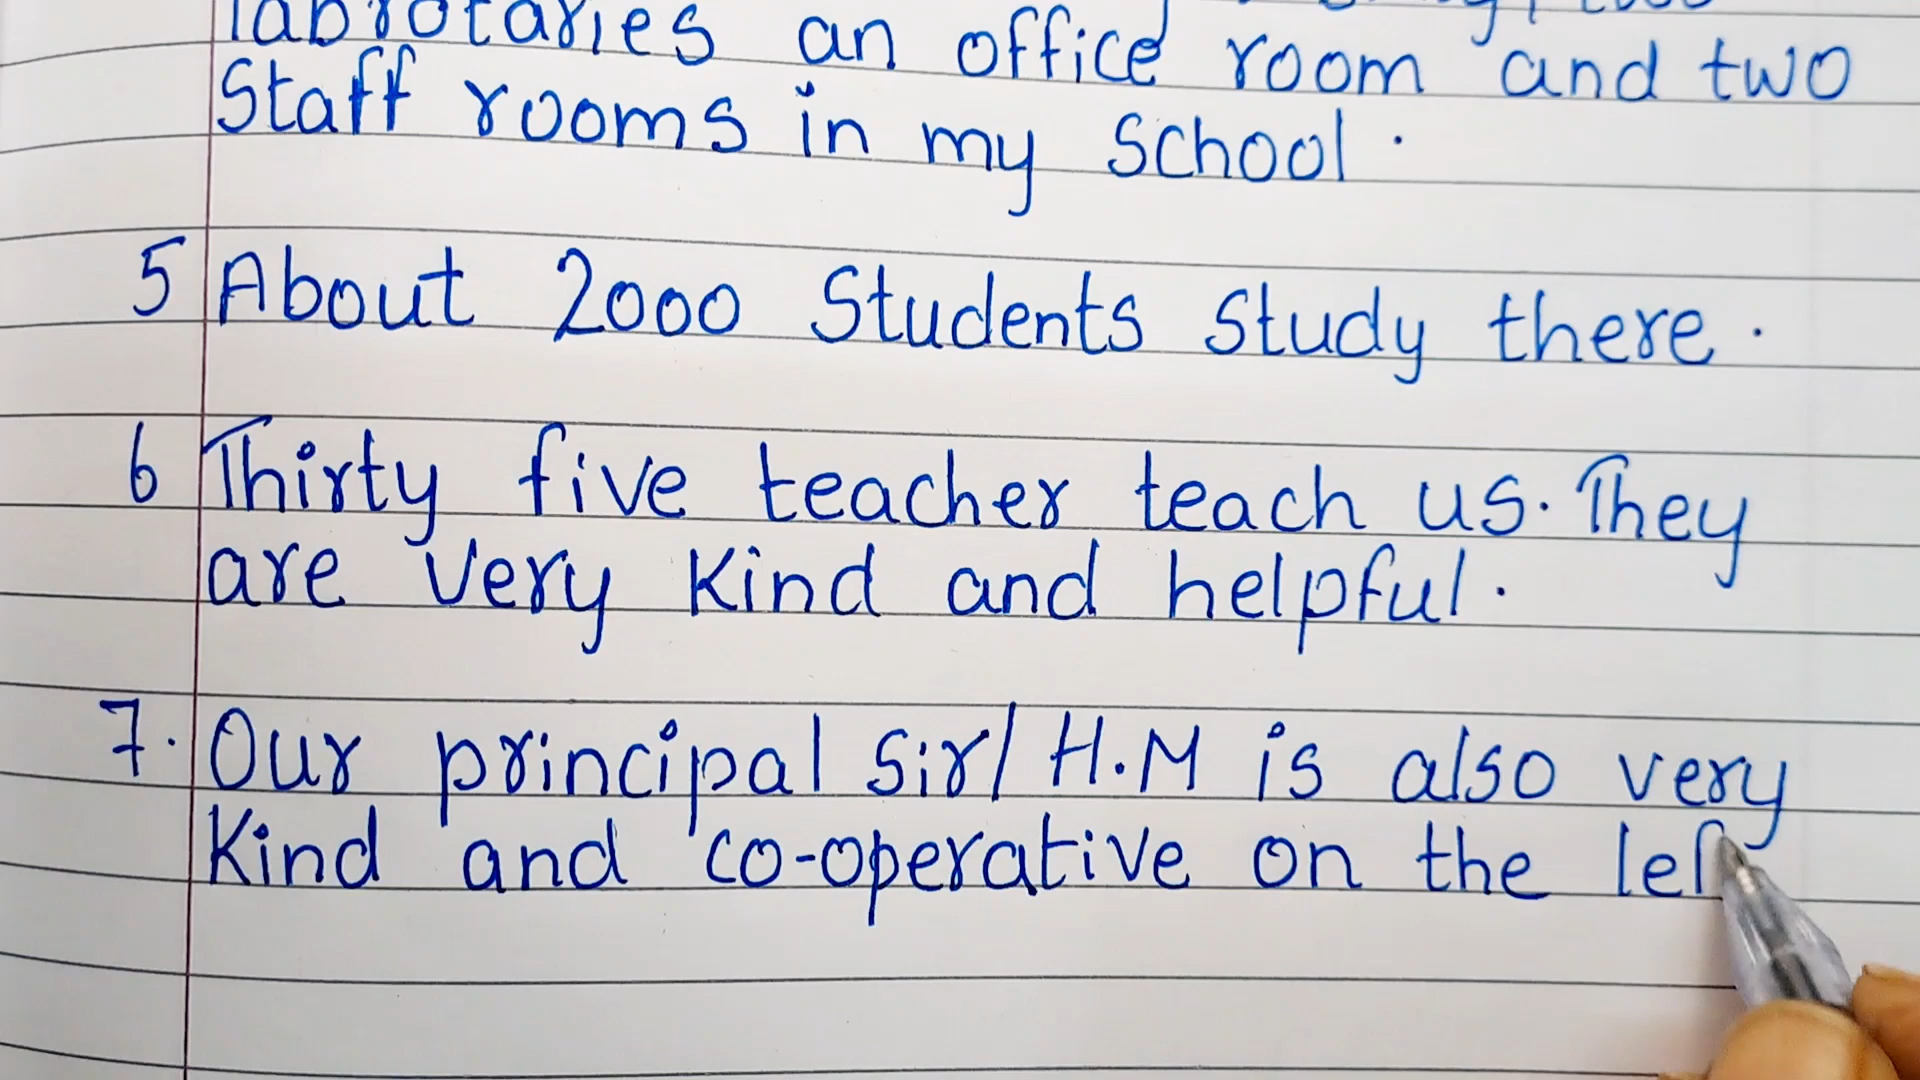 labrotaries an office room and two
Staff rooms in my School.
5 About 2000 Students Study there.
6 Thirty five teacher teach us. They
are very Kind and helpful.
7. Our principal Sir/ H.M is also very
Kind and co-operative on the lef